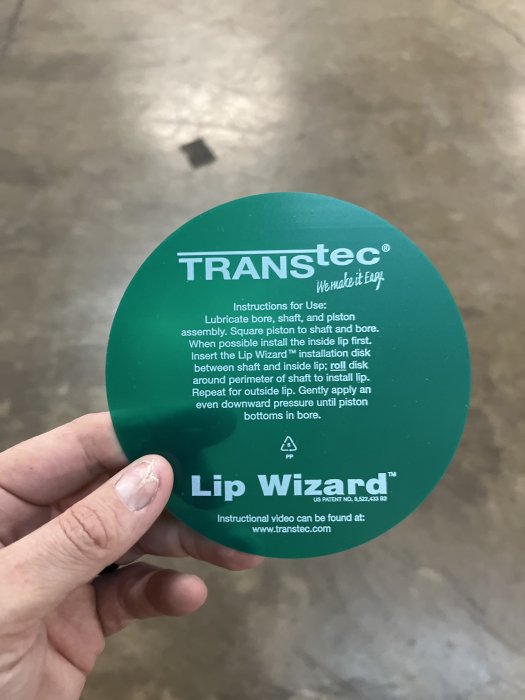 TRANStec®
We make it Easy
Instructions for Use:
Lubricate bore, shaft, and piston
assembly. Square piston to shaft and bore.
When possible install the inside lip first.
Insert the Lip Wizard™ installation disk
between shaft and inside lip; roll disk
around perimeter of shaft to install lip.
Repeat for outside lip. Gently apply an
even downward pressure until piston
bottoms in bore.
5
PP
Lip Wizard™
US PATENT NO. 8,522,433 B2
Instructional video can be found at:
www.transtec.com